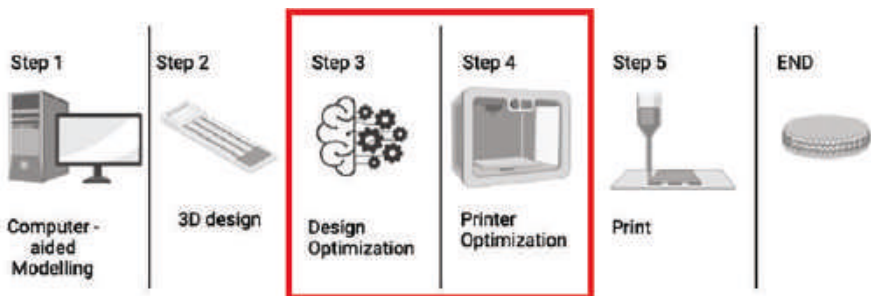 Step 1
Step 2
Step 3
Step 4
Step 5
END
Computer -
aided
Modelling
3D design
Design
Optimization
Printer
Optimization
Print